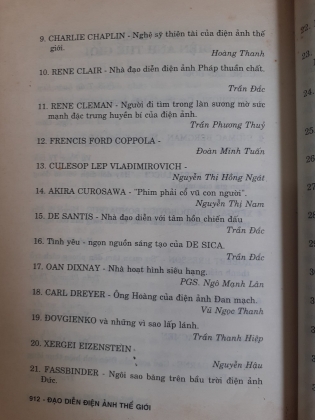 9. CHARLIE CHAPLIN - Nghệ sỹ thiên tài của điện ảnh thế
giới.
Hoàng Thanh
10. RENE CLAIR - Nhà đạo diễn điện ảnh Pháp thuần chất.
Trần Đắc
11. RENE CLEMAN - Người đi tìm trong làn sương mờ sức
mạnh đặc trưng huyền bí của điện ảnh.
Trần Phương Thuỷ
12. FRENCIS FORD COPPOLA -
Đoàn Minh Tuấn
13. CULESOP LEP VLADIMIROVICH -
Nguyễn Thị Hồng Ngát
14. AKIRA CUROSAWA - "Phim phải cổ vũ con người".
Nguyễn Thị Nam
15. DE SANTIS - Nhà đạo diễn với tâm hồn chiến đấu
Trần Đắc
16. Tình yêu - ngọn nguồn sáng tạo của DE SICA.
Trần Đắc
17. OAN DIXNAY - Nhà hoạt hình siêu hạng.
PGS. Ngô Mạnh Lân
18. CARL DREYER - Ông Hoàng của điện ảnh Đan mạch.
Vũ Ngọc Thanh
19. ĐOVGIENKO và những vì sao lấp lánh.
Trần Thanh Hiệp
20. XERGEI EIZENSTEIN -
Nguyễn Hậu
21. FASSBINDER - Ngôi sao băng trên bầu trời điện ảnh
Đức.
912 - ĐẠO DIỄN ĐIỆN ẢNH THẾ GIỚI